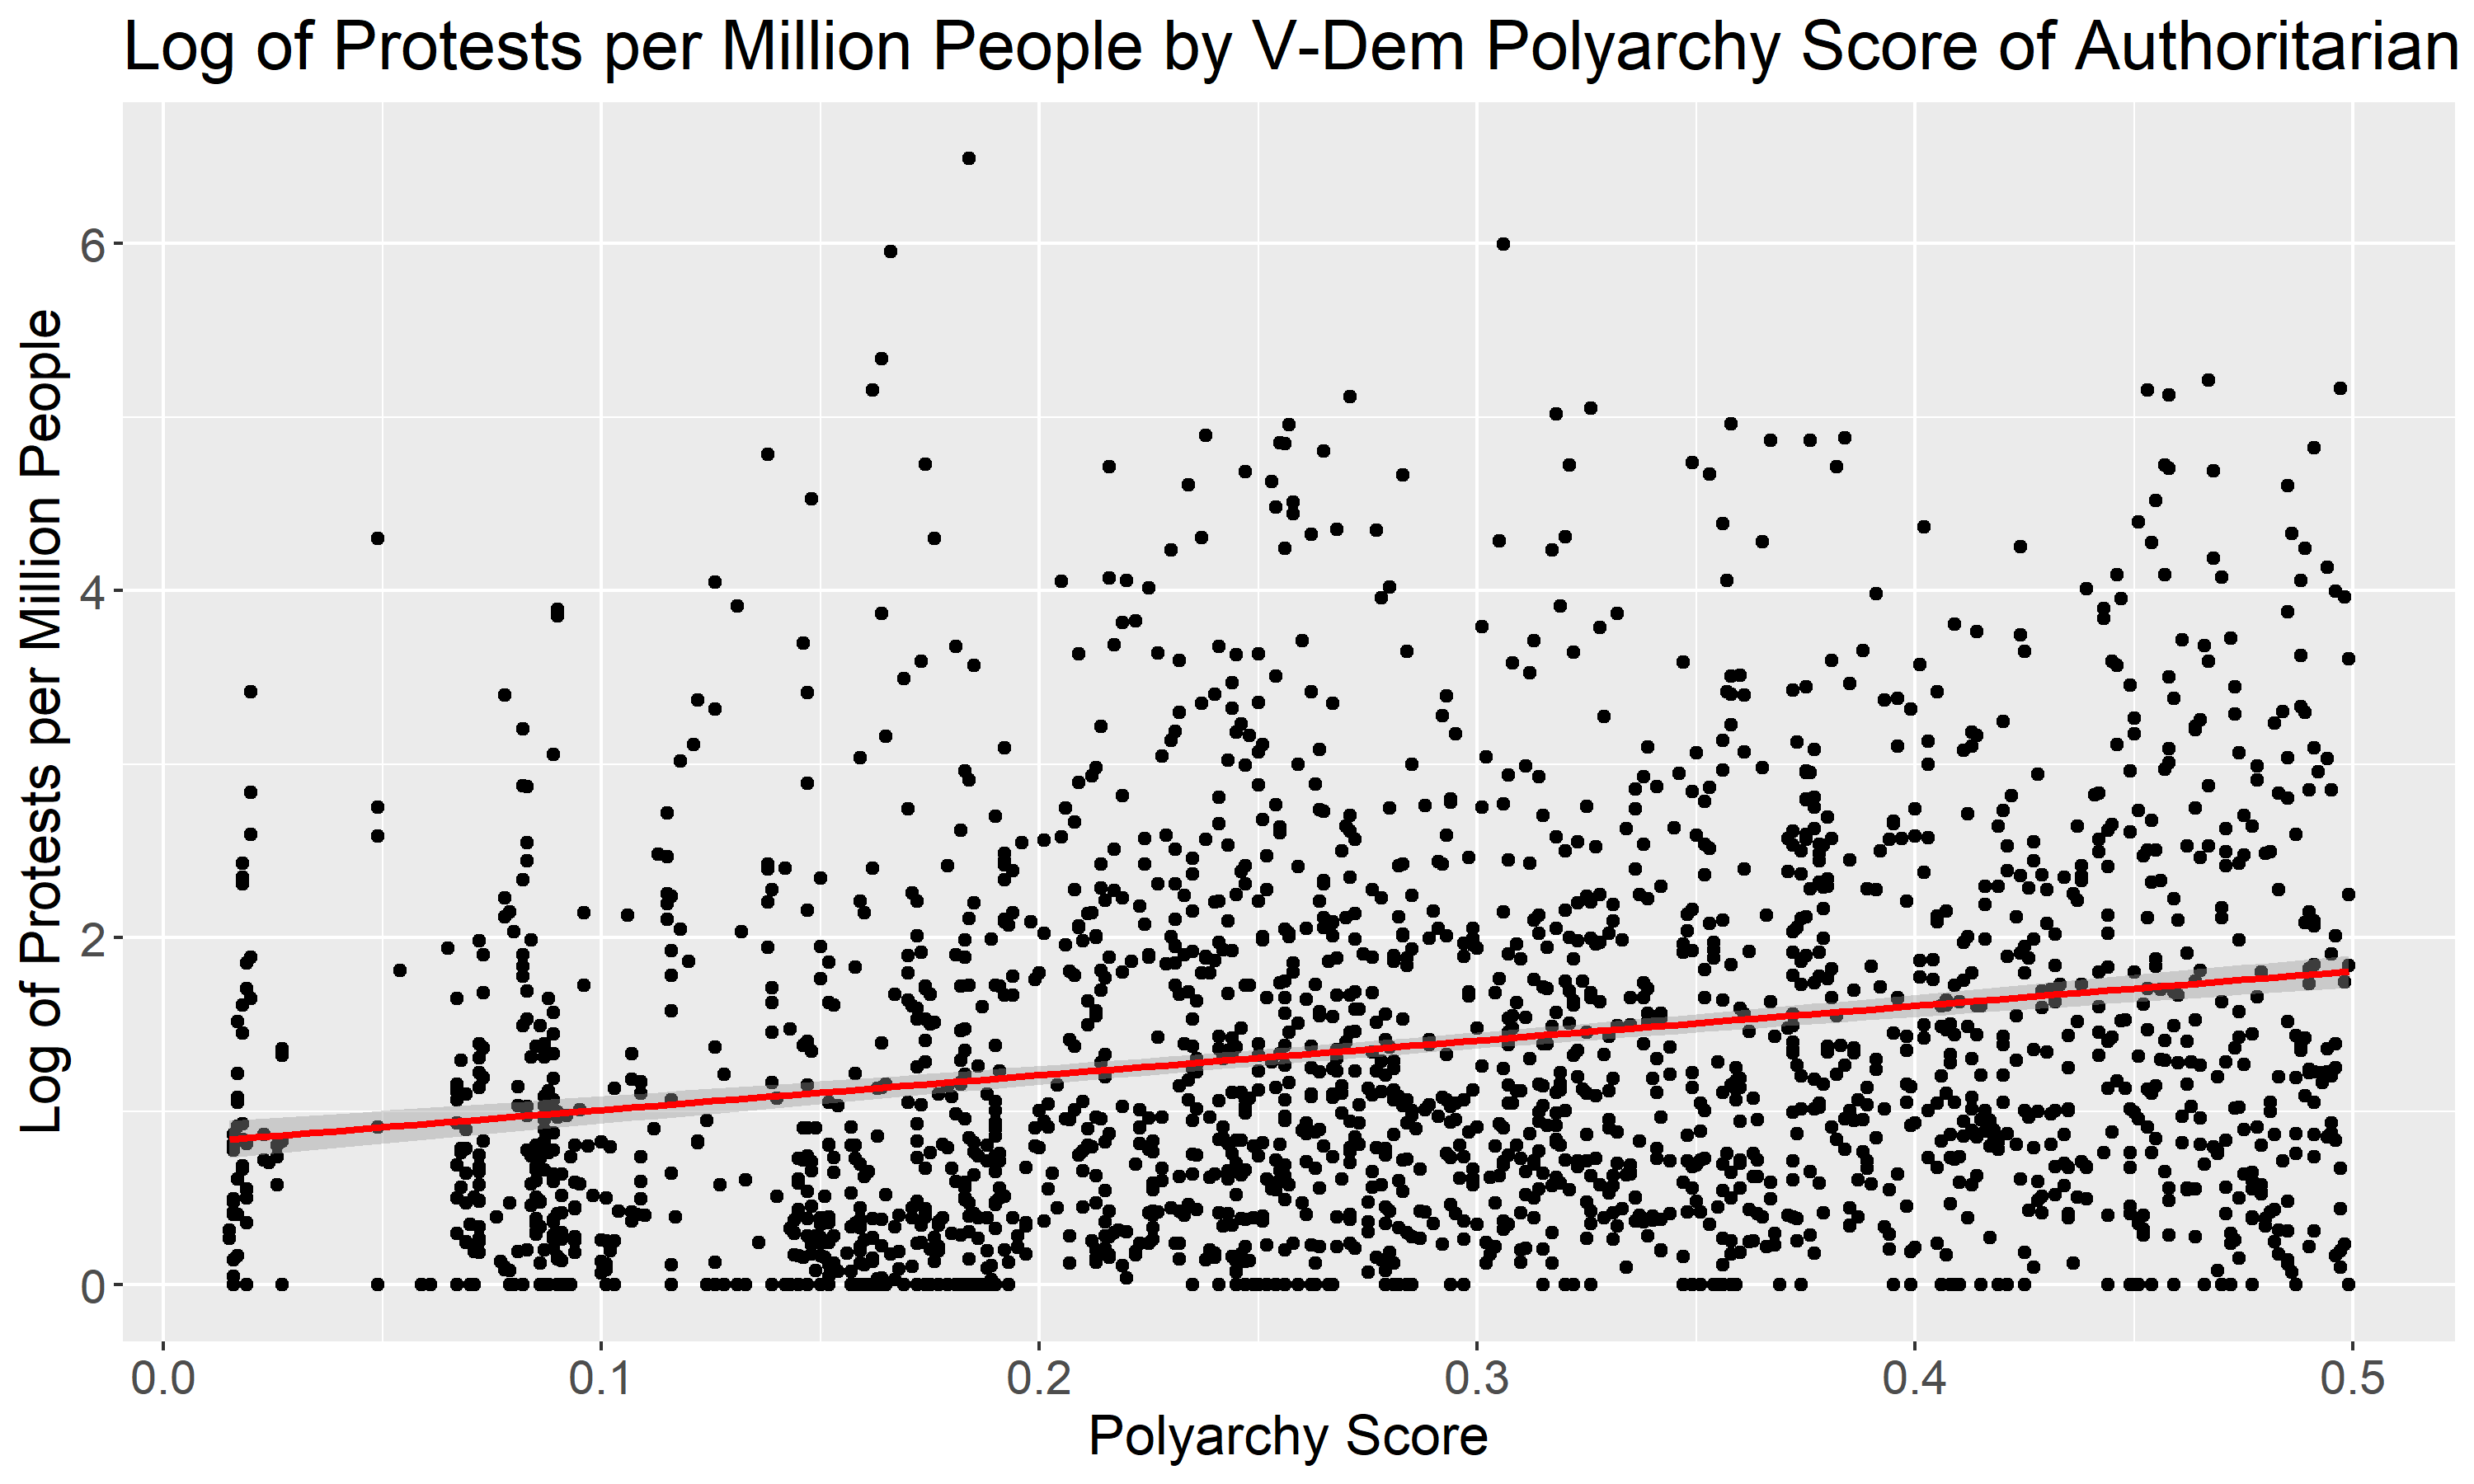 Log of Protests per Million People by V-Dem Polyarchy Score of Authoritarian
Log of Protests per Million People
6
4
2
0
0.0 0.1 0.2 0.3 0.4 0.5
Polyarchy Score